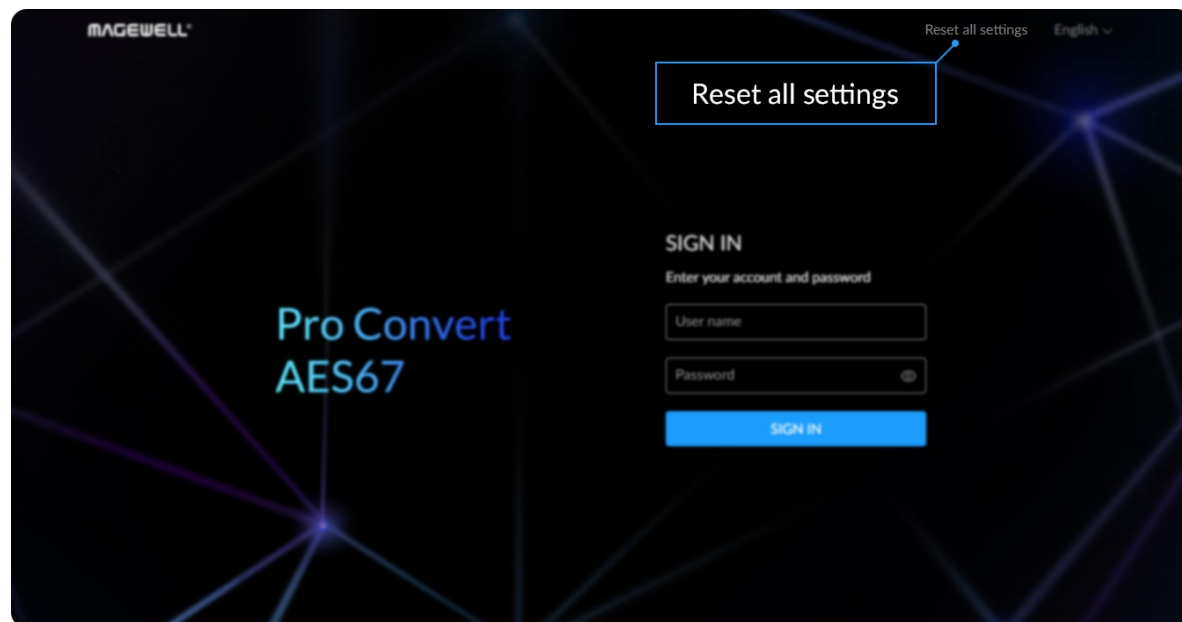 MAGEWELL®
Reset all settings
English
Reset all settings
SIGN IN
Enter your account and password
User name
Pro Convert
AES67
Password
SIGN IN